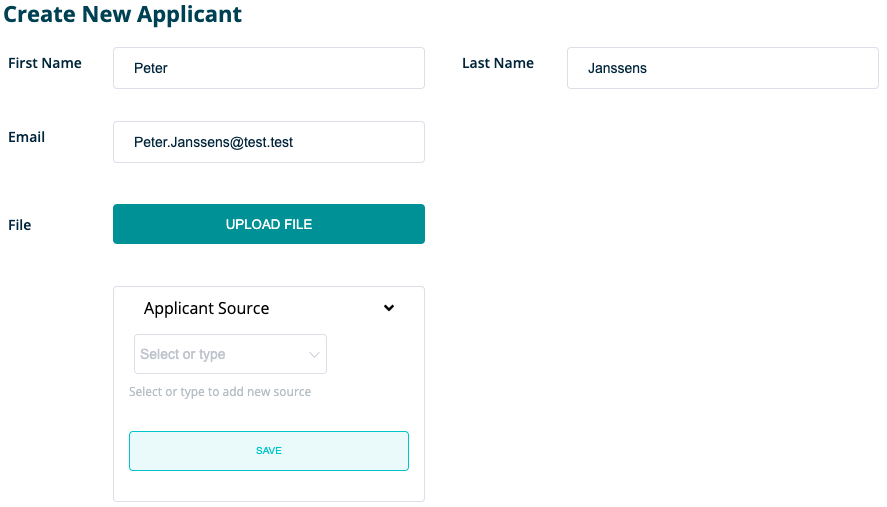 Create New Applicant
First Name
Peter
Last Name
Janssens
Email
Peter.Janssens@test.test
File
UPLOAD FILE
Applicant Source
Select or type
Select or type to add new source
SAVE